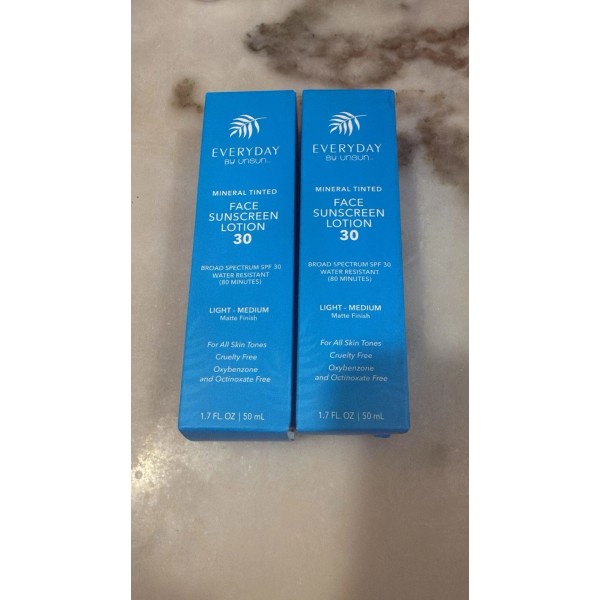 EVERYDAY
BY UNSUN
MINERAL TINTED
FACE
SUNSCREEN
LOTION
30
BROAD SPECTRUM SPF 30
WATER RESISTANT
(80 MINUTES)
LIGHT - MEDIUM
Matte Finish
For All Skin Tones
Cruelty Free
Oxybenzone
and Octinoxate Free
1.7 FL. OZ | 50 mL
EVERYDAY
BY UNSUN
MINERAL TINTED
FACE
SUNSCREEN
LOTION
30
BROAD SPECTRUM SPF 30
WATER RESISTANT
(80 MINUTES)
LIGHT - MEDIUM
Matte Finish
For All Skin Tones
Cruelty Free
Oxybenzone
and Octinoxate Free
1.7 FL. OZ | 50 mL